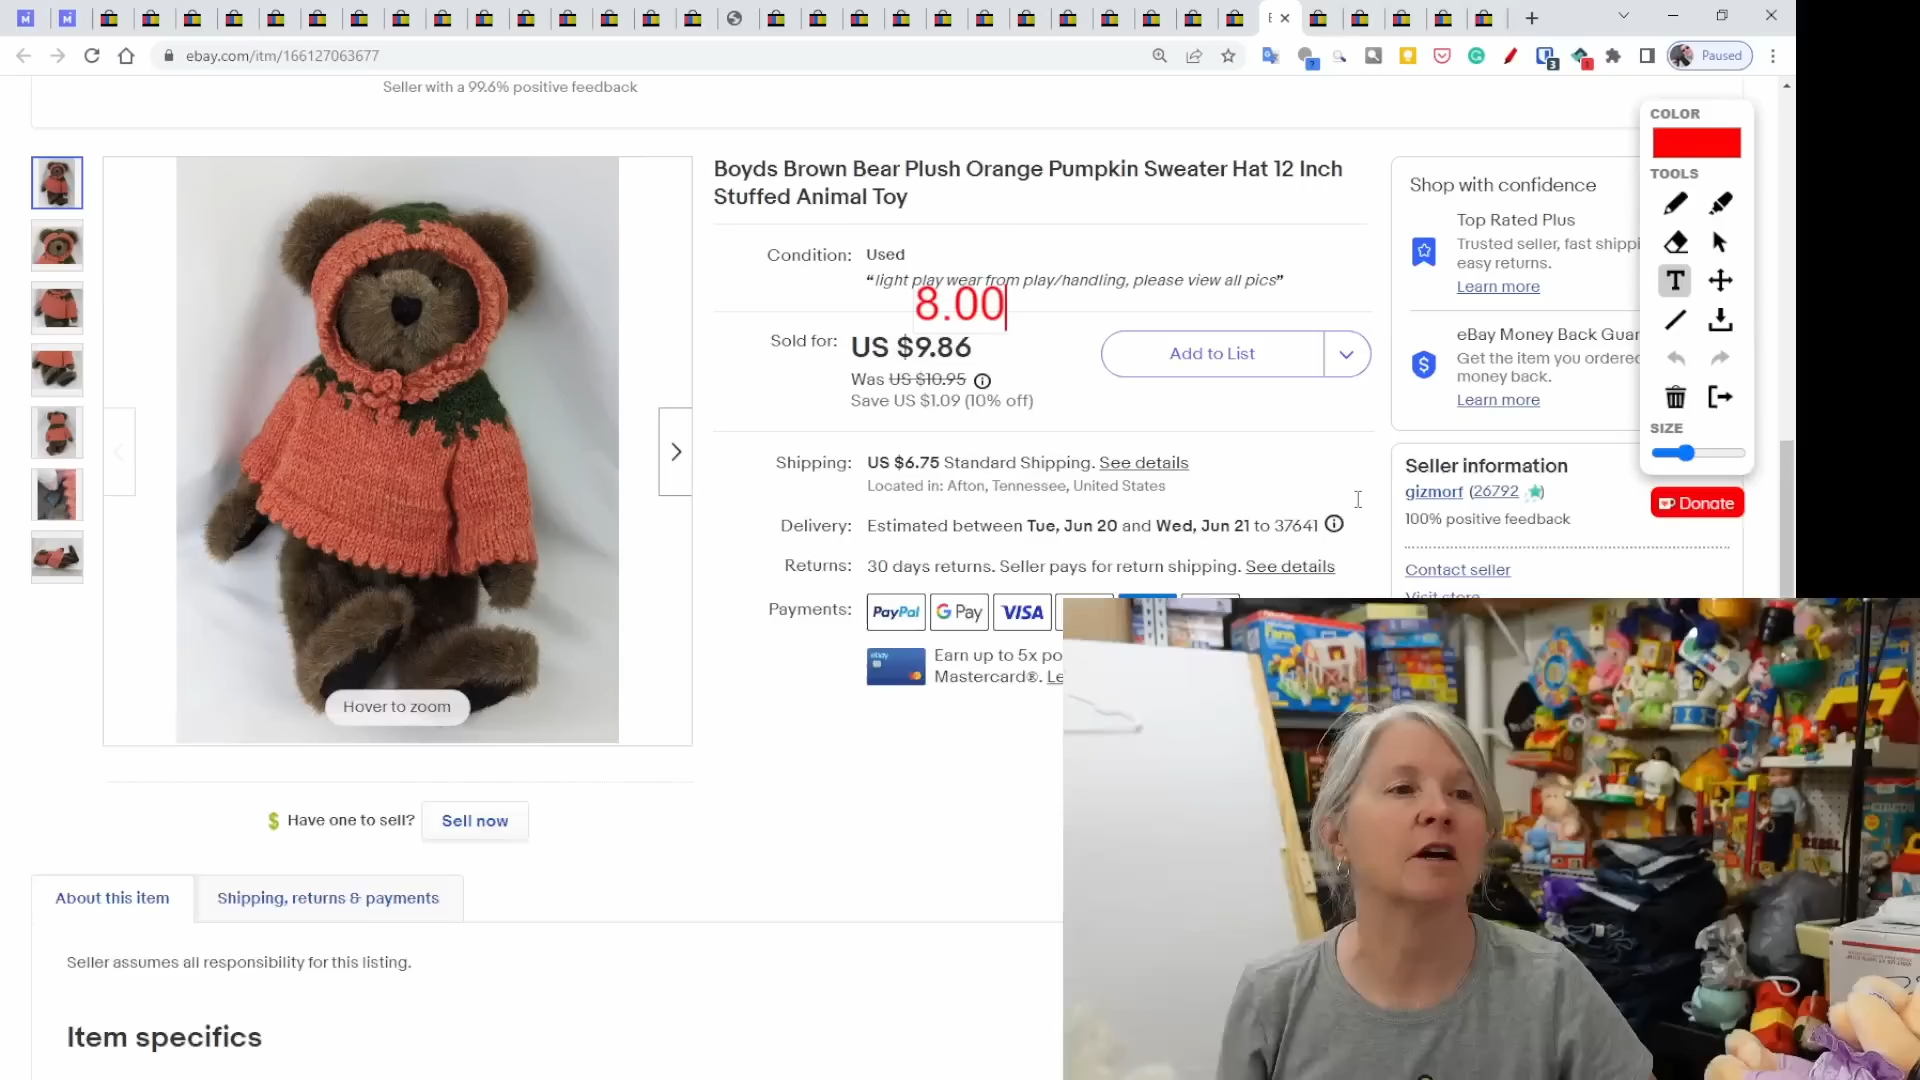 ebay.com/itm/166127063677
Paused
Seller with a 99.6% positive feedback
Boyds Brown Bear Plush Orange Pumpkin Sweater Hat 12 Inch
Stuffed Animal Toy
Condition: Used
“light play wear from play/handling, please view all pics”
8.00
Sold for: US $9.86
Add to List
Was US $10.95
Save US $1.09 (10% off)
Shipping: US $6.75 Standard Shipping. See details
Located in: Afton, Tennessee, United States
Delivery: Estimated between Tue, Jun 20 and Wed, Jun 21 to 37641
Returns: 30 days returns. Seller pays for return shipping. See details
Payments: PayPal G Pay VISA
ebay
Earn up to 5x po
Mastercard®. Le
Hover to zoom
Have one to sell? Sell now
About this item
Shipping, returns & payments
Seller assumes all responsibility for this listing.
Item specifics
Shop with confidence
Top Rated Plus
Trusted seller, fast shippi
easy returns.
Learn more
eBay Money Back Guar
Get the item you ordered
money back.
Learn more
Seller information
gizmorf (26792)
100% positive feedback
Contact seller
Visit store
COLOR
TOOLS
T
SIZE
Donate